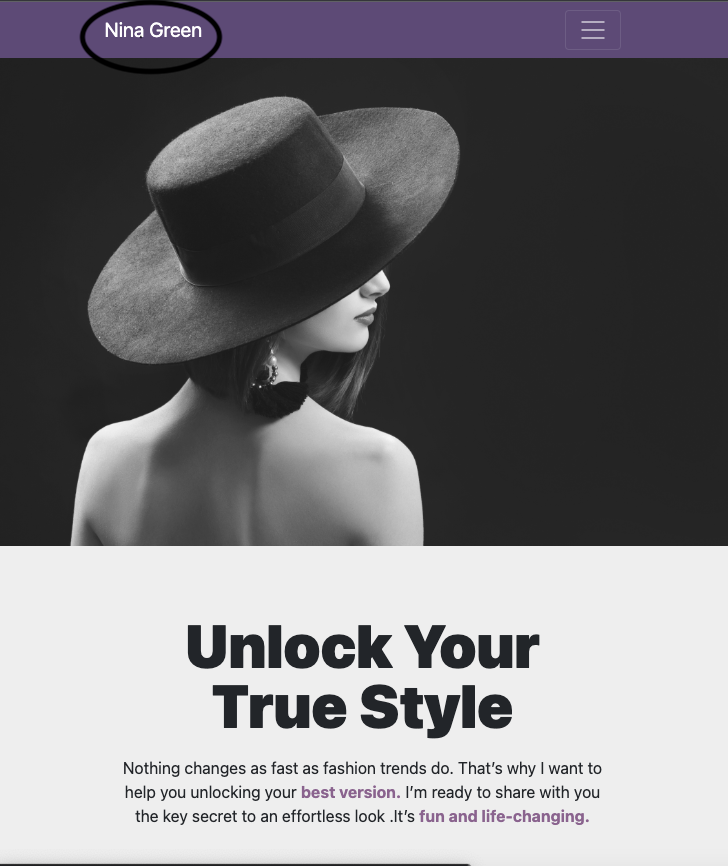 Nina Green
Unlock Your
True Style
Nothing changes as fast as fashion trends do. That’s why I want to
help you unlocking your best version. I’m ready to share with you
the key secret to an effortless look .It’s fun and life-changing.